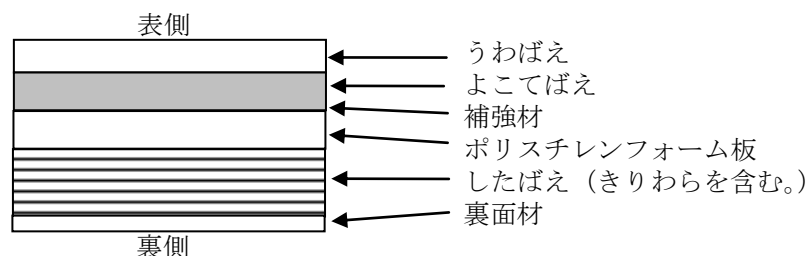 表側
うわばえ
よこてばえ
補強材
ポリスチレンフォーム板
したばえ（きりわらを含む。）
裏面材
裏側